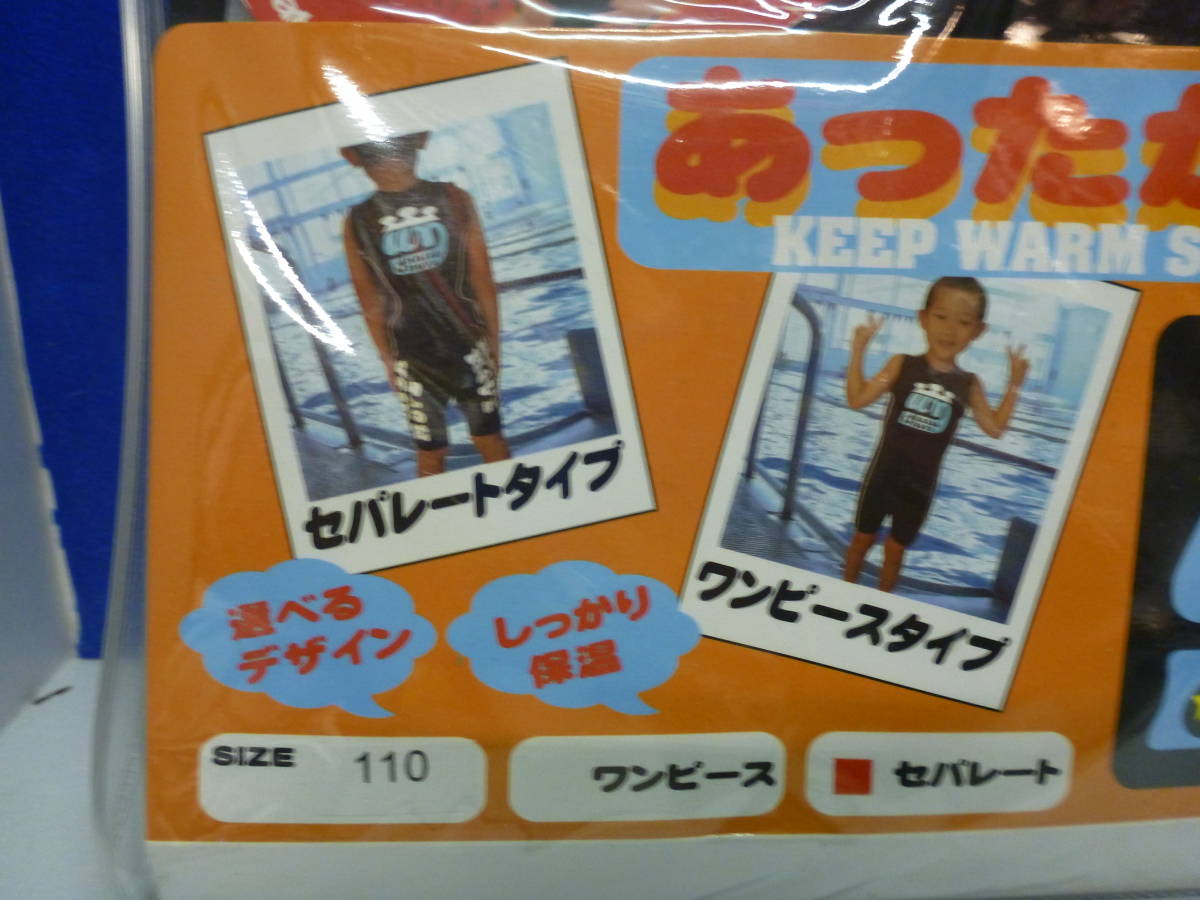 あった
KEEP WARM S
セパレートタイプ
ワンピースタイプ
選べる
デザイン
しっかり
保温
SIZE 110
ワンピース
セパレート